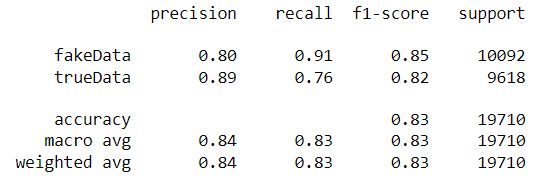 precision recall f1-score support
fakeData 0.80 0.91 0.85 10092
trueData 0.89 0.76 0.82 9618
accuracy 0.83 19710
macro avg 0.84 0.83 0.83 19710
weighted avg 0.84 0.83 0.83 19710